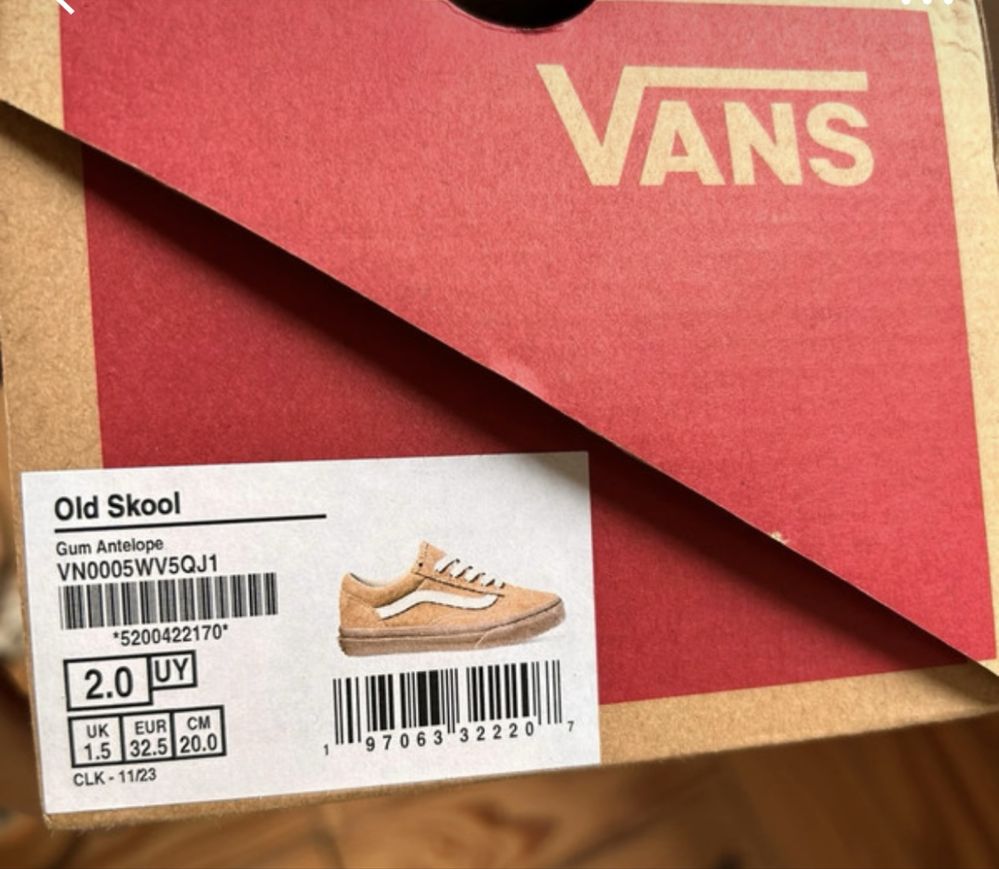 VANS
Old Skool
Gum Antelope
VN0005WV5QJ1
*5200422170*
2.0 UY
UK EUR CM
1.5 32.5 20.0
CLK - 11/23
1 97063 32220 7